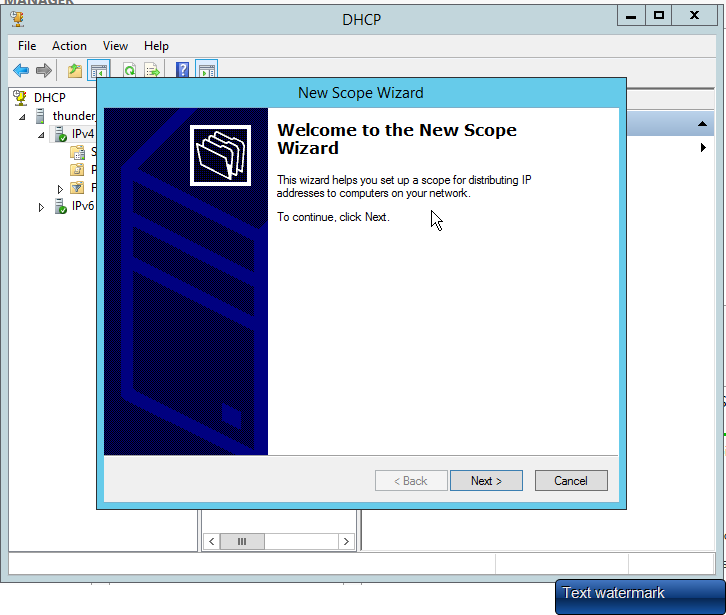 MANAGER
DHCP
File Action View Help
DHCP
IPv4
IPv6
New Scope Wizard
Welcome to the New Scope
Wizard
This wizard helps you set up a scope for distributing IP
addresses to computers on your network.
To continue, click Next.
< Back Next > Cancel
Text watermark